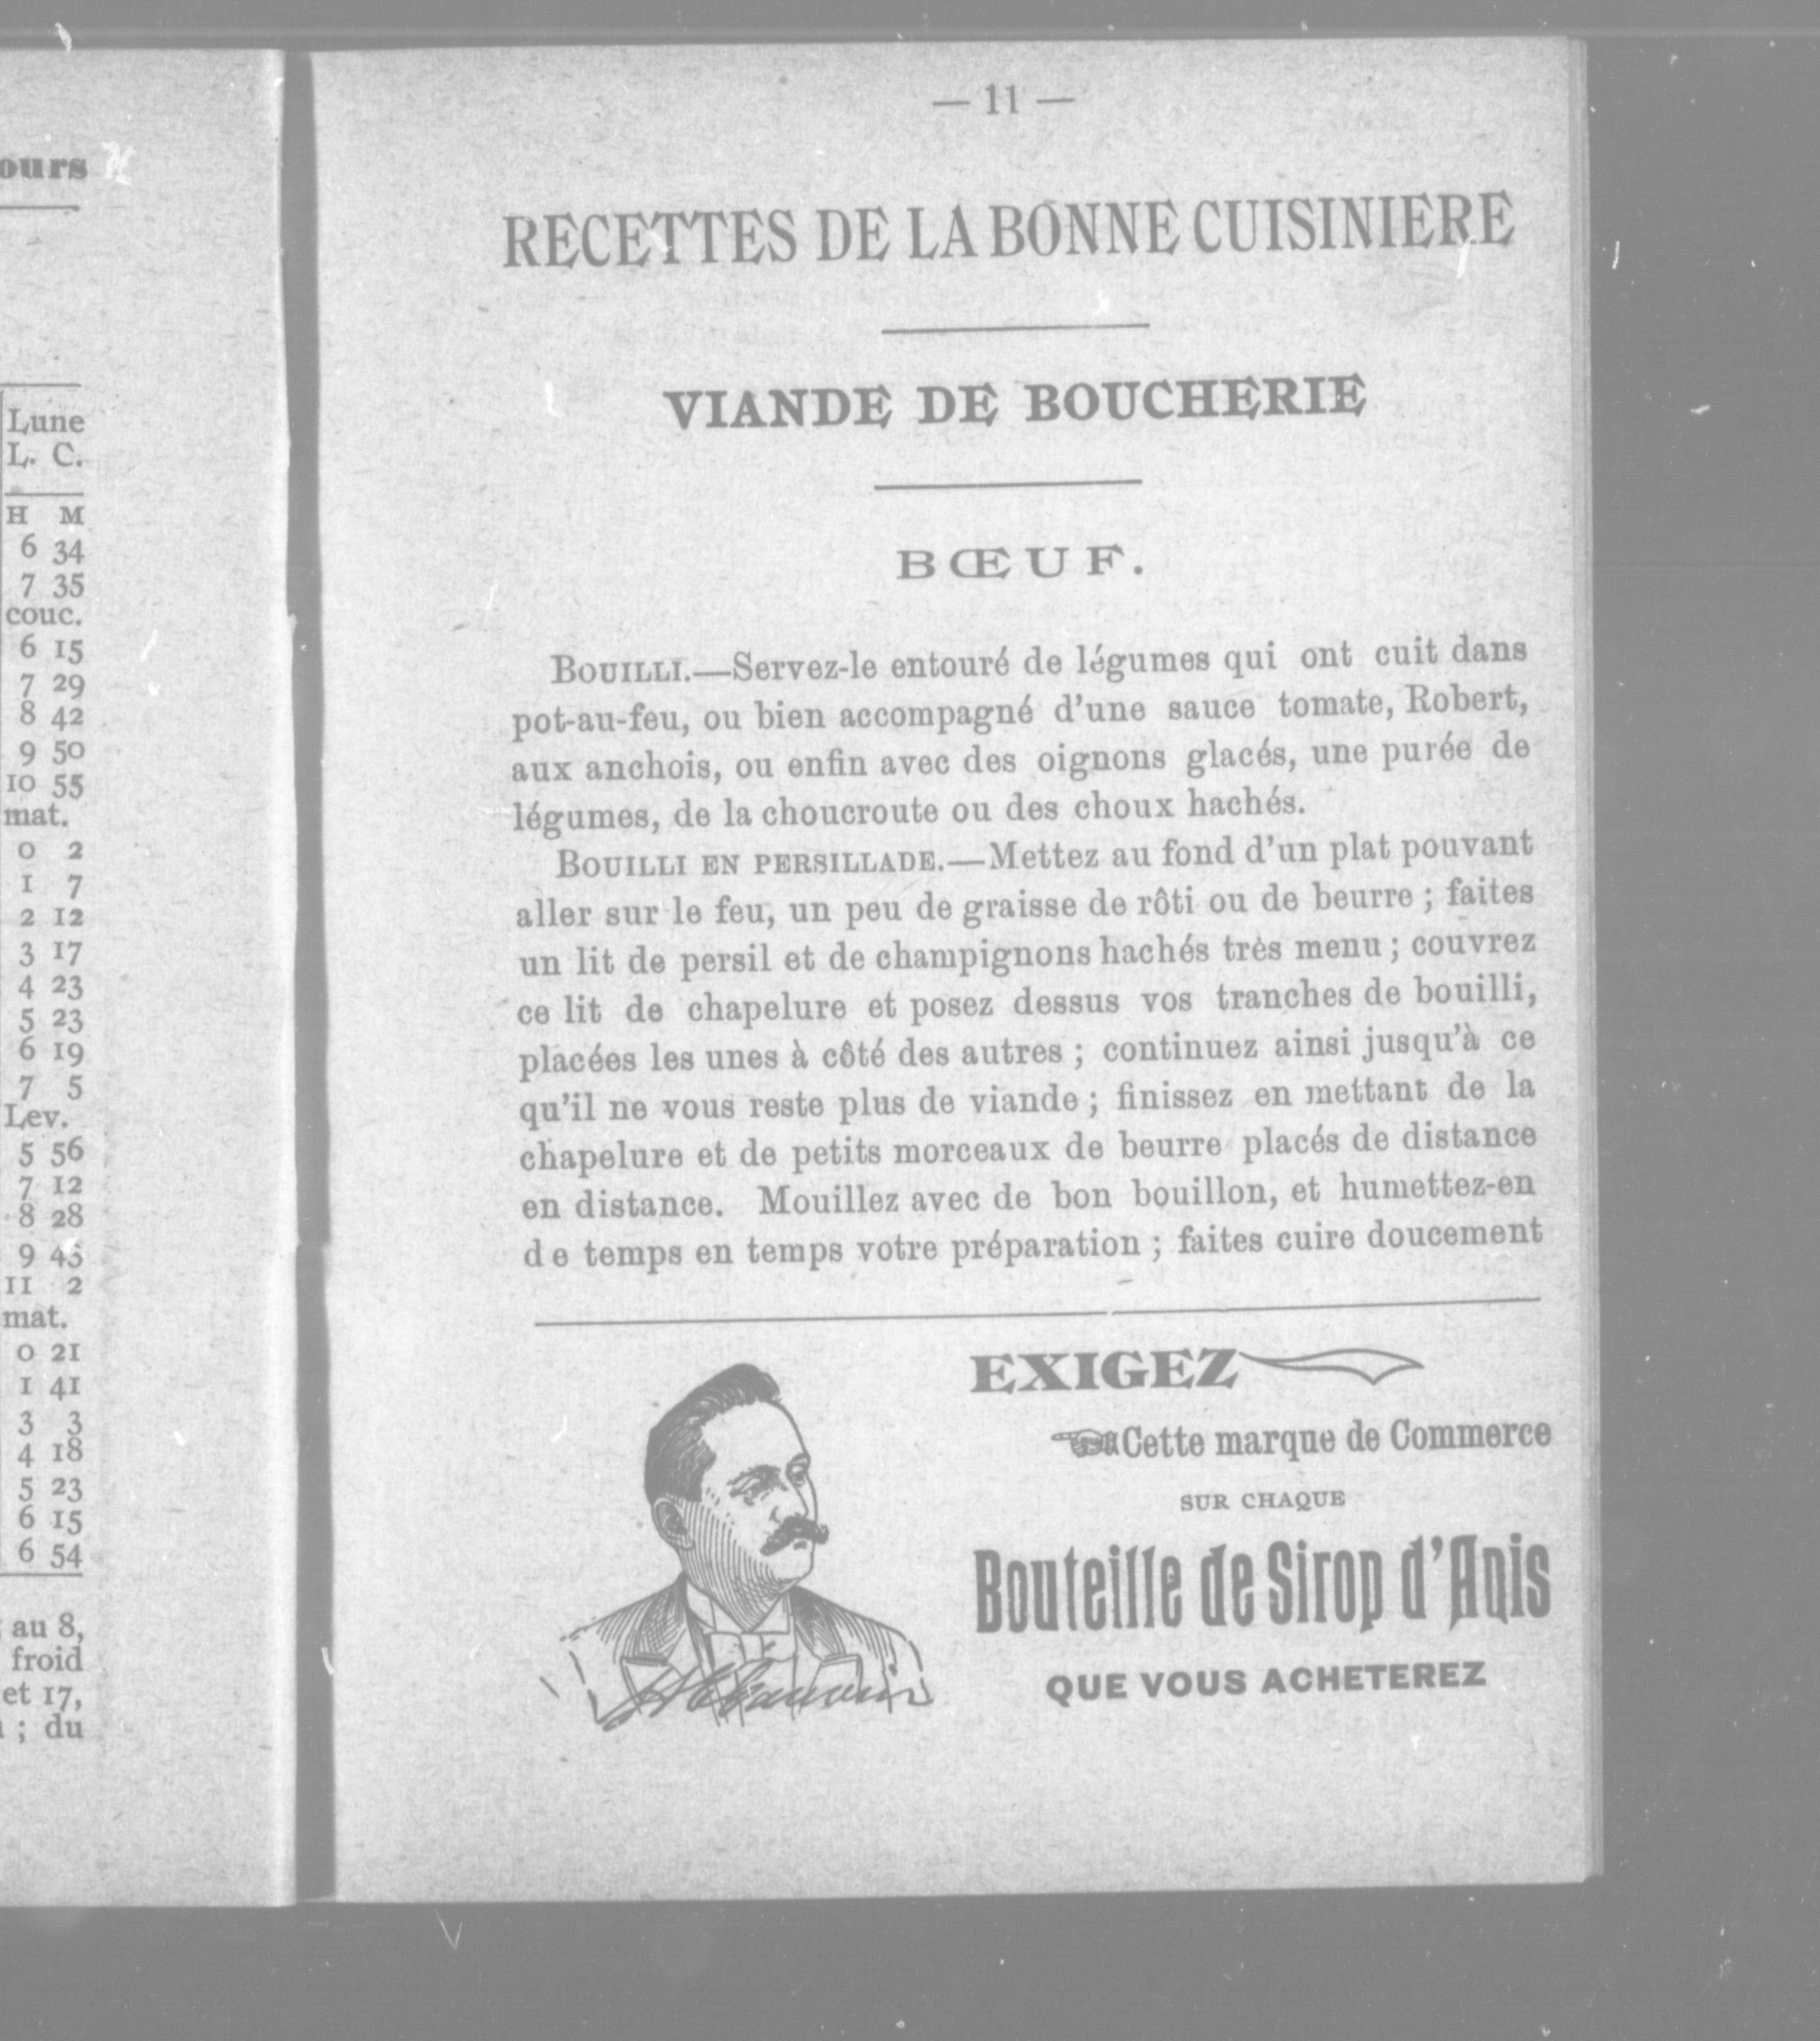 ours
Lune
L. C.
H M
6 34
7 35
couc.
6 15
7 29
8 42
9 50
10 55
mat.
0 2
1 7
2 12
3 17
4 23
5 23
6 19
7 5
Lev.
5 56
7 12
8 28
9 45
11 2
mat.
0 21
1 41
3 3
4 18
5 23
6 15
6 54
au 8,
froid
et 17,
; du
— 11 —
RECETTES DE LA BONNE CUISINIERE
VIANDE DE BOUCHERIE
BŒUF.
BOUILLI.—Servez-le entouré de légumes qui ont cuit dans
pot-au-feu, ou bien accompagné d'une sauce tomate, Robert,
aux anchois, ou enfin avec des oignons glacés, une purée de
légumes, de la choucroute ou des choux hachés.
BOUILLI EN PERSILLADE.—Mettez au fond d'un plat pouvant
aller sur le feu, un peu de graisse de rôti ou de beurre ; faites
un lit de persil et de champignons hachés très menu ; couvrez
ce lit de chapelure et posez dessus vos tranches de bouilli,
placées les unes à côté des autres ; continuez ainsi jusqu'à ce
qu'il ne vous reste plus de viande ; finissez en mettant de la
chapelure et de petits morceaux de beurre placés de distance
en distance. Mouillez avec de bon bouillon, et humettez-en
de temps en temps votre préparation ; faites cuire doucement
EXIGEZ
Cette marque de Commerce
SUR CHAQUE
Bouteille de Sirop d'Anis
QUE VOUS ACHETEREZ